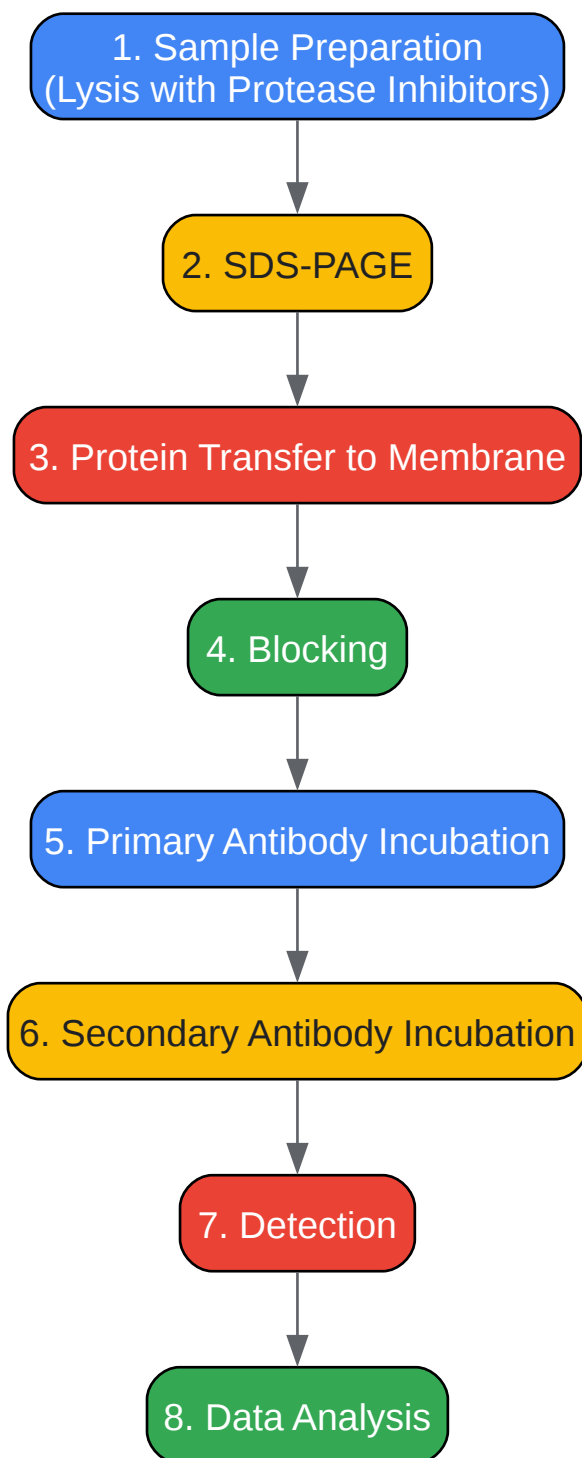 1. Sample Preparation
(Lysis with Protease Inhibitors)
2. SDS-PAGE
3. Protein Transfer to Membrane
4. Blocking
5. Primary Antibody Incubation
6. Secondary Antibody Incubation
7. Detection
8. Data Analysis